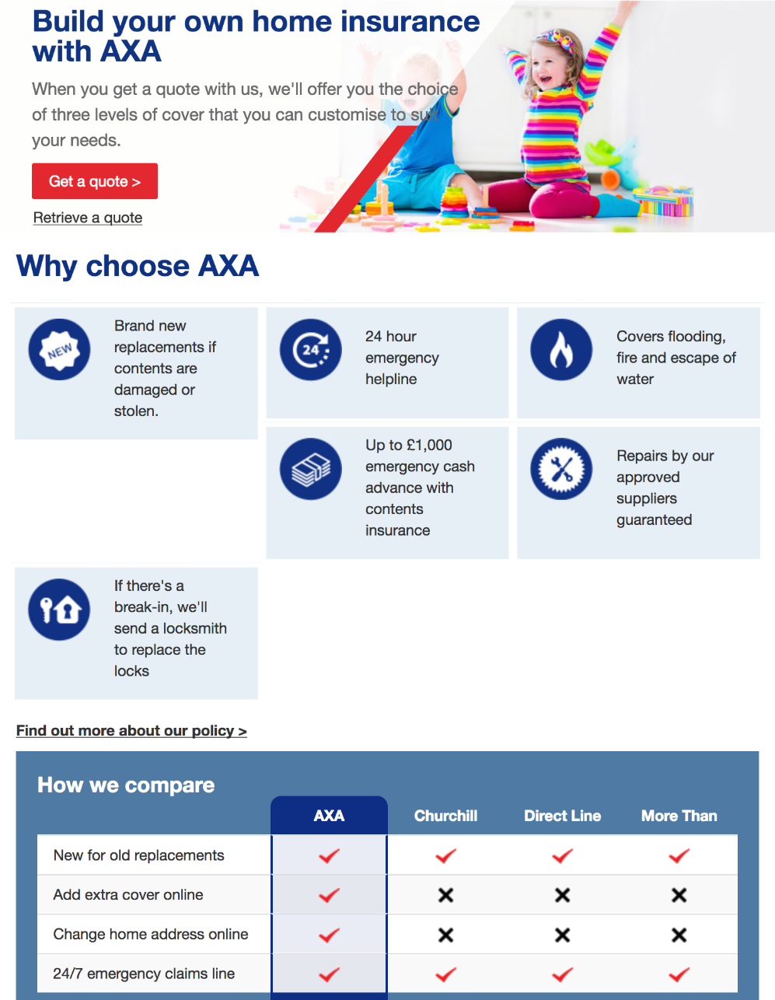 Build your own home insurance
with AXA
When you get a quote with us, we'll offer you the choice
of three levels of cover that you can customise to suit
your needs.
Get a quote >
Retrieve a quote
Why choose AXA
NEW
Brand new
replacements if
contents are
damaged or
stolen.
24
24 hour
emergency
helpline
Covers flooding,
fire and escape of
water
Up to £1,000
emergency cash
advance with
contents
insurance
Repairs by our
approved
suppliers
guaranteed
If there's a
break-in, we'll
send a locksmith
to replace the
locks
Find out more about our policy >
How we compare
AXA Churchill Direct Line More Than
New for old replacements
Add extra cover online
Change home address online
24/7 emergency claims line